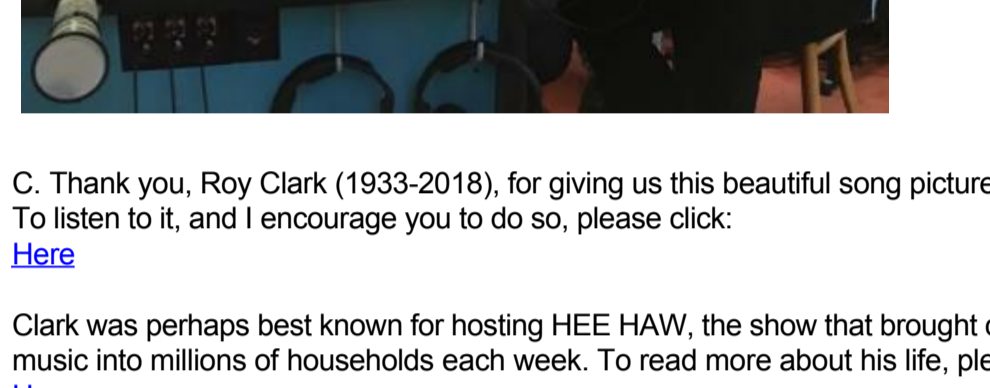 C. Thank you, Roy Clark (1933-2018), for giving us this beautiful song picture
To listen to it, and I encourage you to do so, please click:
Here
Clark was perhaps best known for hosting HEE HAW, the show that brought
music into millions of households each week. To read more about his life,